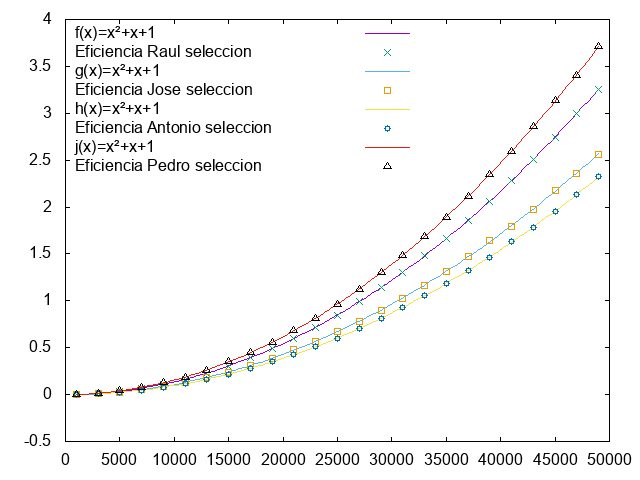 4
3.5
3
2.5
2
1.5
1
0.5
0
-0.5
f(x)=x²+x+1
Eficiencia Raul seleccion
g(x)=x²+x+1
Eficiencia Jose seleccion
h(x)=x²+x+1
Eficiencia Antonio seleccion
j(x)=x²+x+1
Eficiencia Pedro seleccion
0 5000 10000 15000 20000 25000 30000 35000 40000 45000 50000